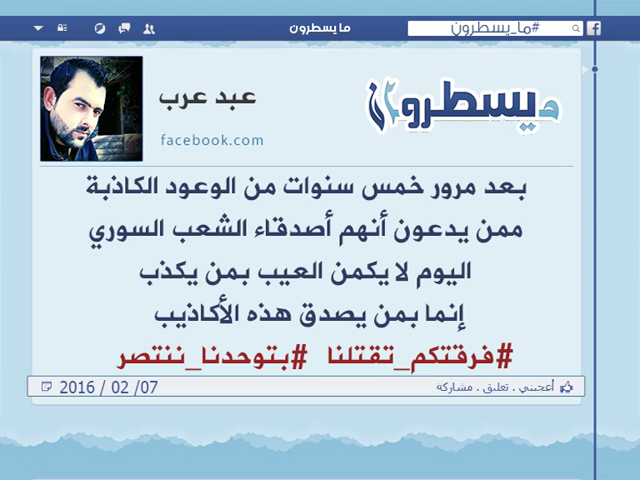 ما يسطرون
#ما_يسطرون
ما يسطرون
عبد عرب
facebook.com
بعد مرور خمس سنوات من الوعود الكاذبة
ممن يدعون أنهم أصدقاء الشعب السوري
اليوم لا يكمن العيب بمن يكذب
إنما بمن يصدق هذه الأكاذيب
#فرقتكم_تقتلنا #بتوحدنا_ننتصر
أعجبني . تعليق . مشاركة
2016 / 02 /07